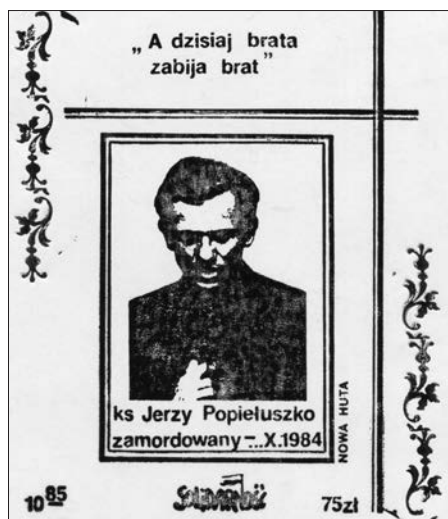 „A dzisiaj brata
zabija brat”
ks Jerzy Popiełuszko
zamordowany –...X.1984
NOWA HUTA
10 85
SOLIDARNOŚĆ
75zł